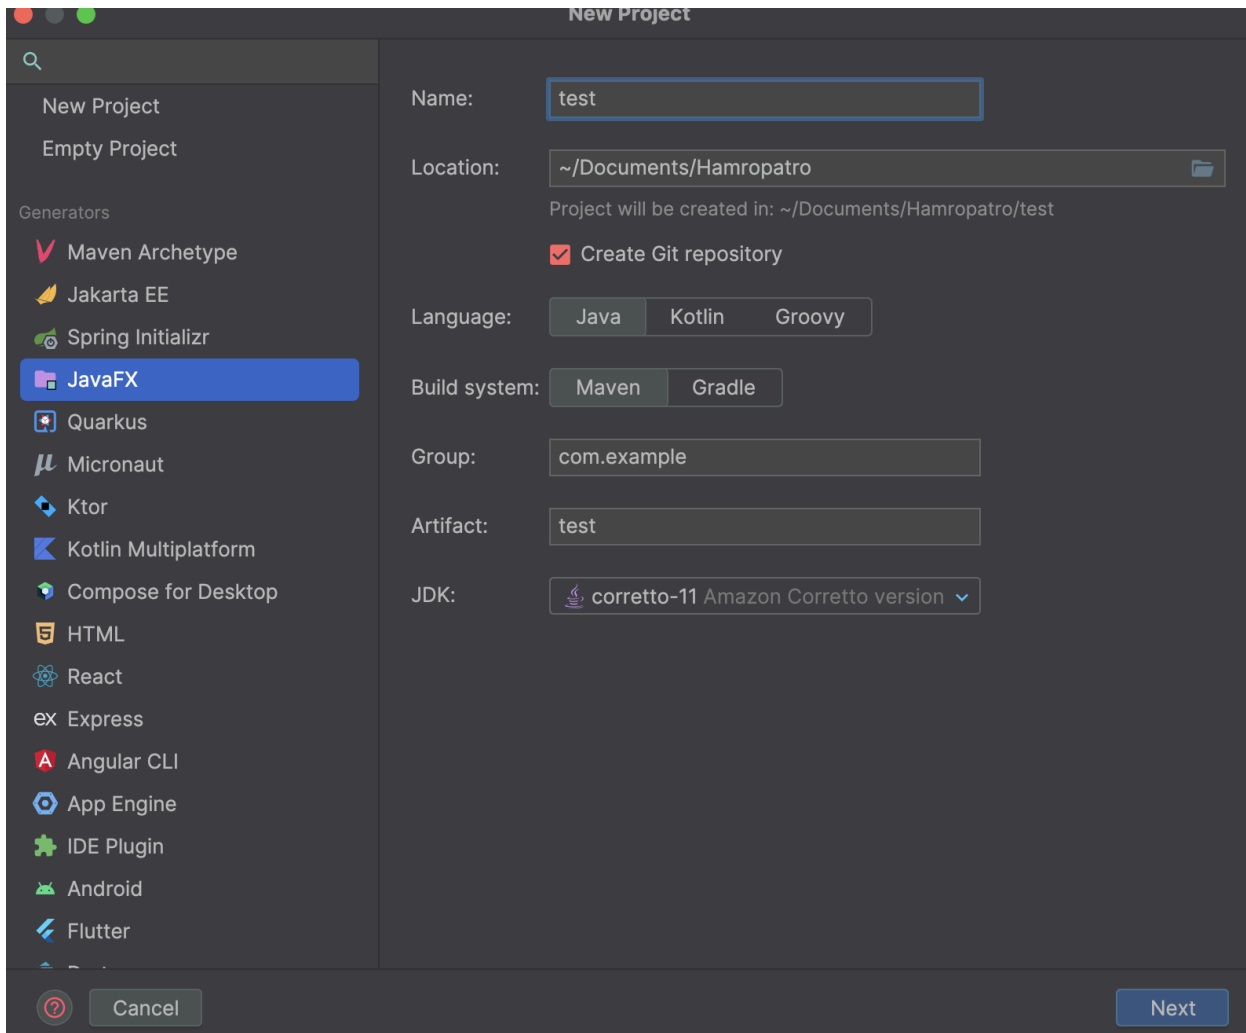 New Project
New Project
Empty Project
Generators
Maven Archetype
Jakarta EE
Spring Initializr
JavaFX
Quarkus
Micronaut
Ktor
Kotlin Multiplatform
Compose for Desktop
HTML
React
ex Express
Angular CLI
App Engine
IDE Plugin
Android
Flutter
Name: test
Location: ~/Documents/Hamropatro
Project will be created in: ~/Documents/Hamropatro/test
Create Git repository
Language: Java Kotlin Groovy
Build system: Maven Gradle
Group: com.example
Artifact: test
JDK: corretto-11 Amazon Corretto version
? Cancel Next